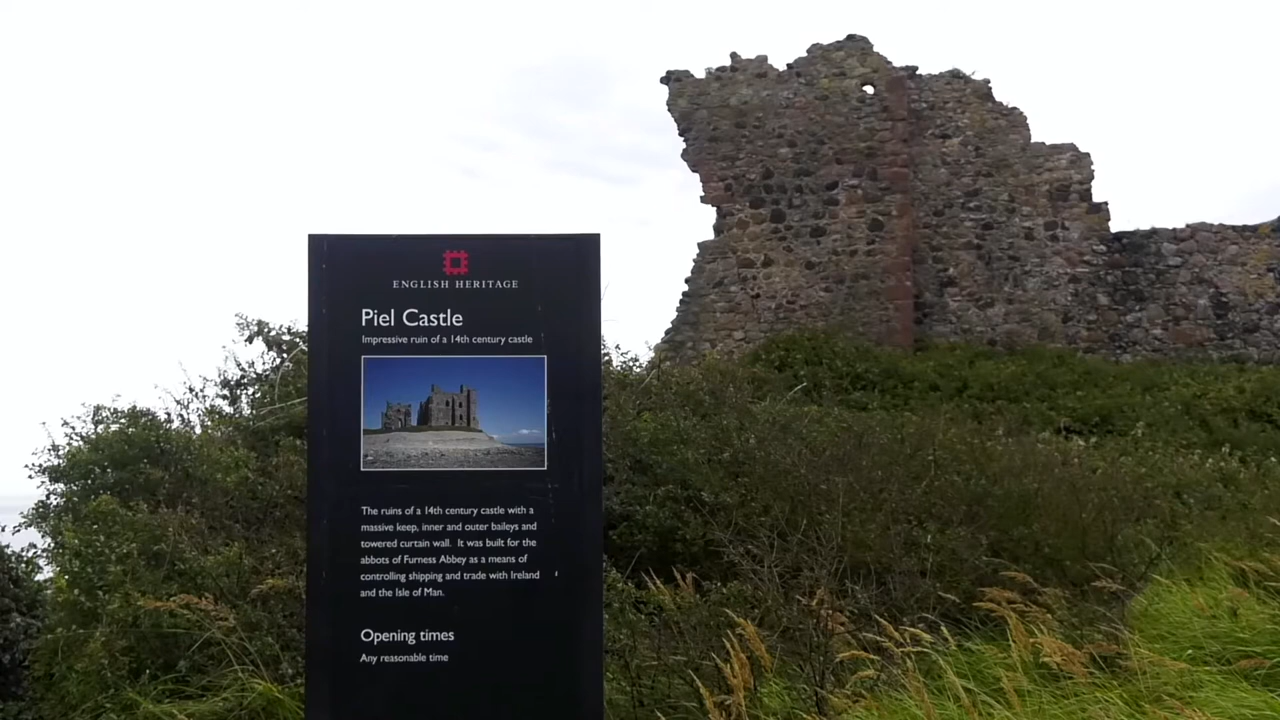 ENGLISH HERITAGE
Piel Castle
Impressive ruin of a 14th century castle
The ruins of a 14th century castle with a
massive keep, inner and outer baileys and
towered curtain wall. It was built for the
abbots of Furness Abbey as a means of
controlling shipping and trade with Ireland
and the Isle of Man.
Opening times
Any reasonable time